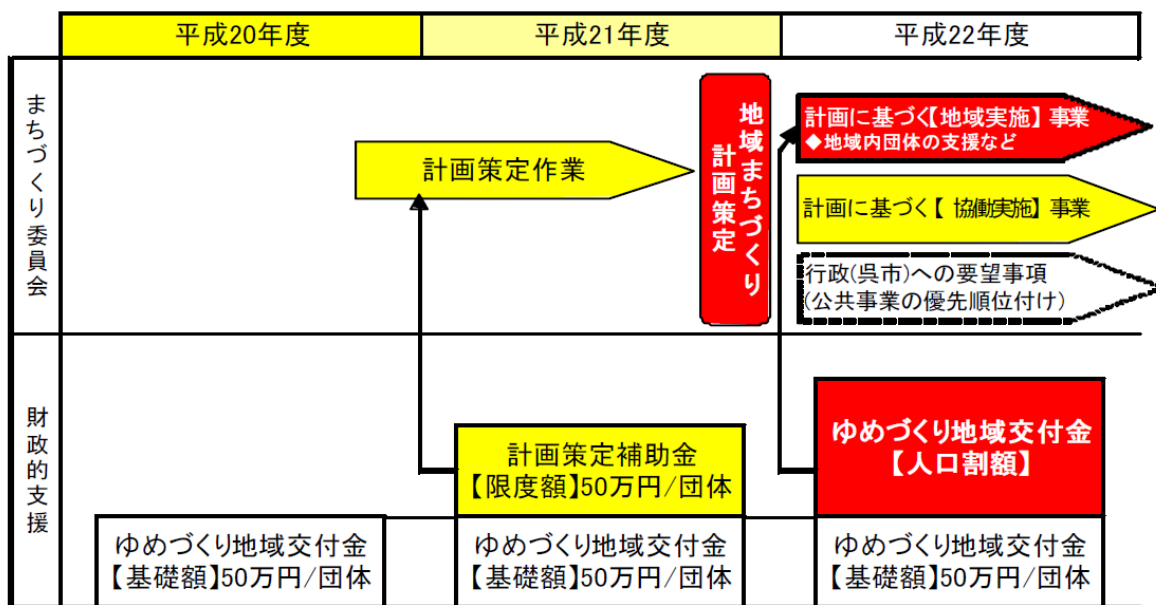 平成20年度
平成21年度
平成22年度
まちづくり委員会
計画策定作業
地域まちづくり
計画策定
計画に基づく【地域実施】事業
◆地域内団体の支援など
計画に基づく【 協働実施】事業
行政(呉市)への要望事項
(公共事業の優先順位付け)
財政的支援
計画策定補助金
【限度額】50万円/団体
ゆめづくり地域交付金
【人口割額】
ゆめづくり地域交付金
【基礎額】50万円/団体
ゆめづくり地域交付金
【基礎額】50万円/団体
ゆめづくり地域交付金
【基礎額】50万円/団体